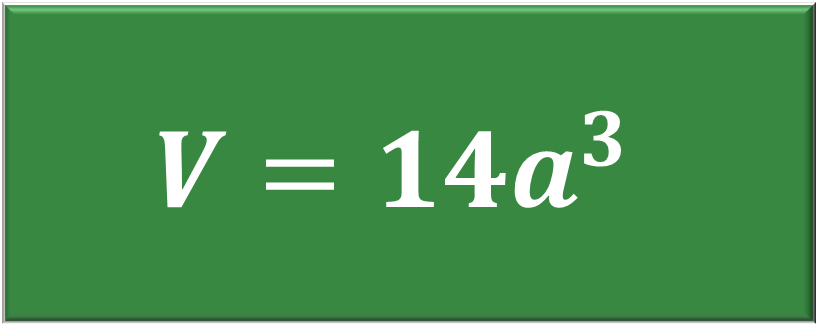 V = 14a³